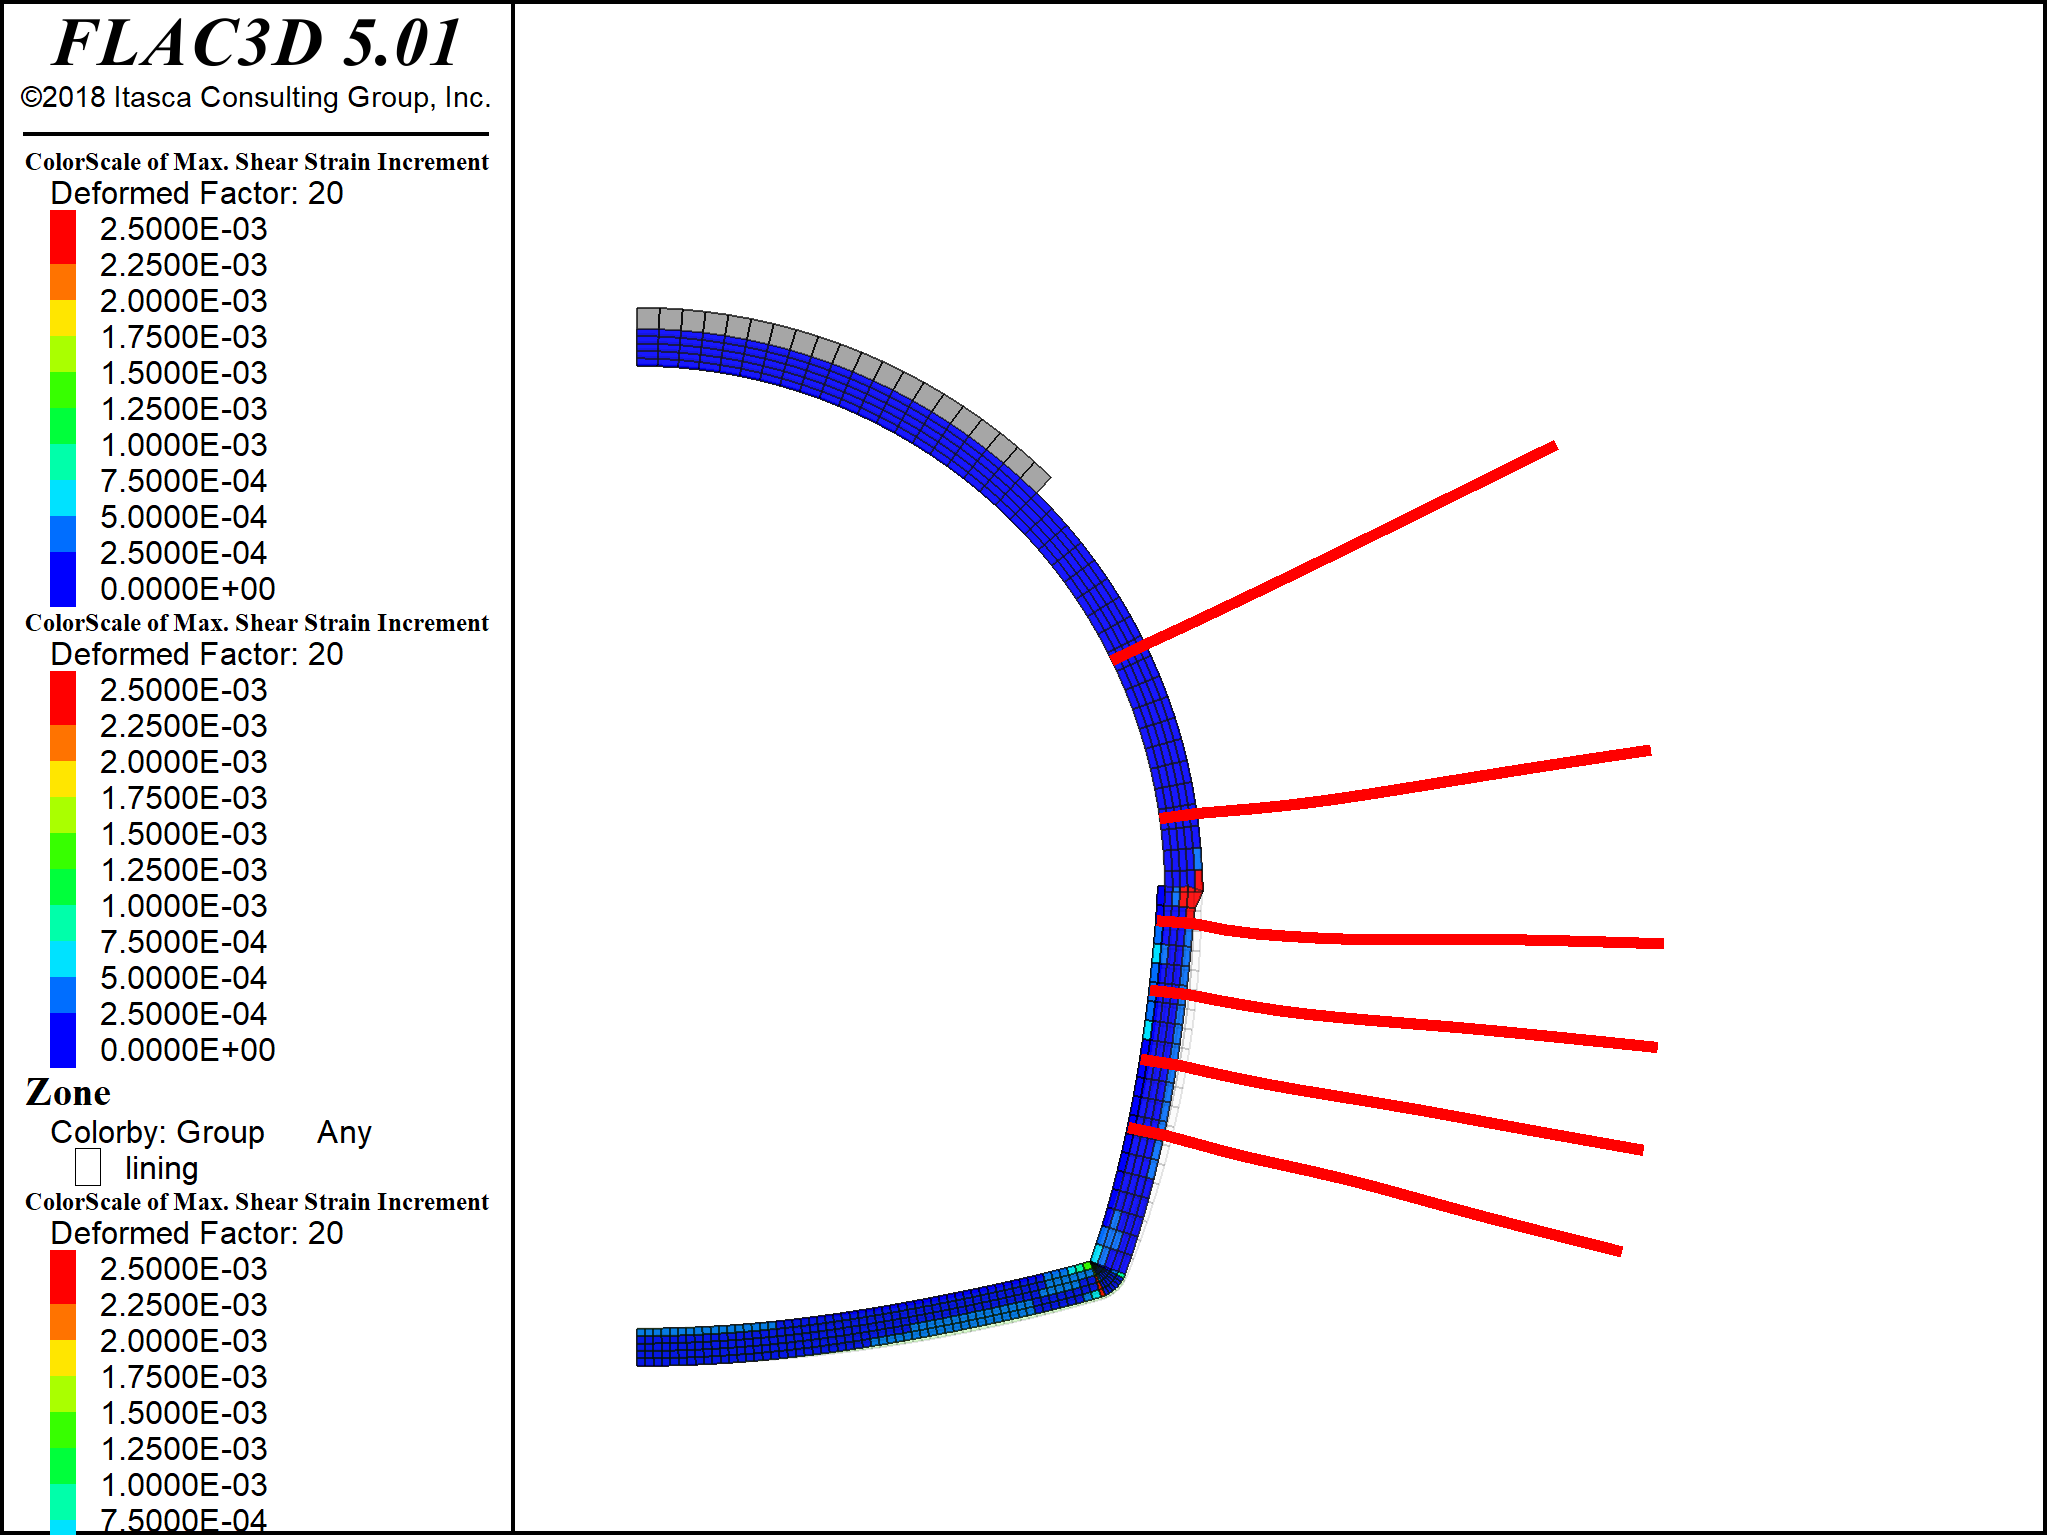 FLAC3D 5.01
©2018 Itasca Consulting Group, Inc.
ColorScale of Max. Shear Strain Increment
Deformed Factor: 20
2.5000E-03
2.2500E-03
2.0000E-03
1.7500E-03
1.5000E-03
1.2500E-03
1.0000E-03
7.5000E-04
5.0000E-04
2.5000E-04
0.0000E+00
ColorScale of Max. Shear Strain Increment
Deformed Factor: 20
2.5000E-03
2.2500E-03
2.0000E-03
1.7500E-03
1.5000E-03
1.2500E-03
1.0000E-03
7.5000E-04
5.0000E-04
2.5000E-04
0.0000E+00
Zone
Colorby: Group Any
lining
ColorScale of Max. Shear Strain Increment
Deformed Factor: 20
2.5000E-03
2.2500E-03
2.0000E-03
1.7500E-03
1.5000E-03
1.2500E-03
1.0000E-03
7.5000E-04